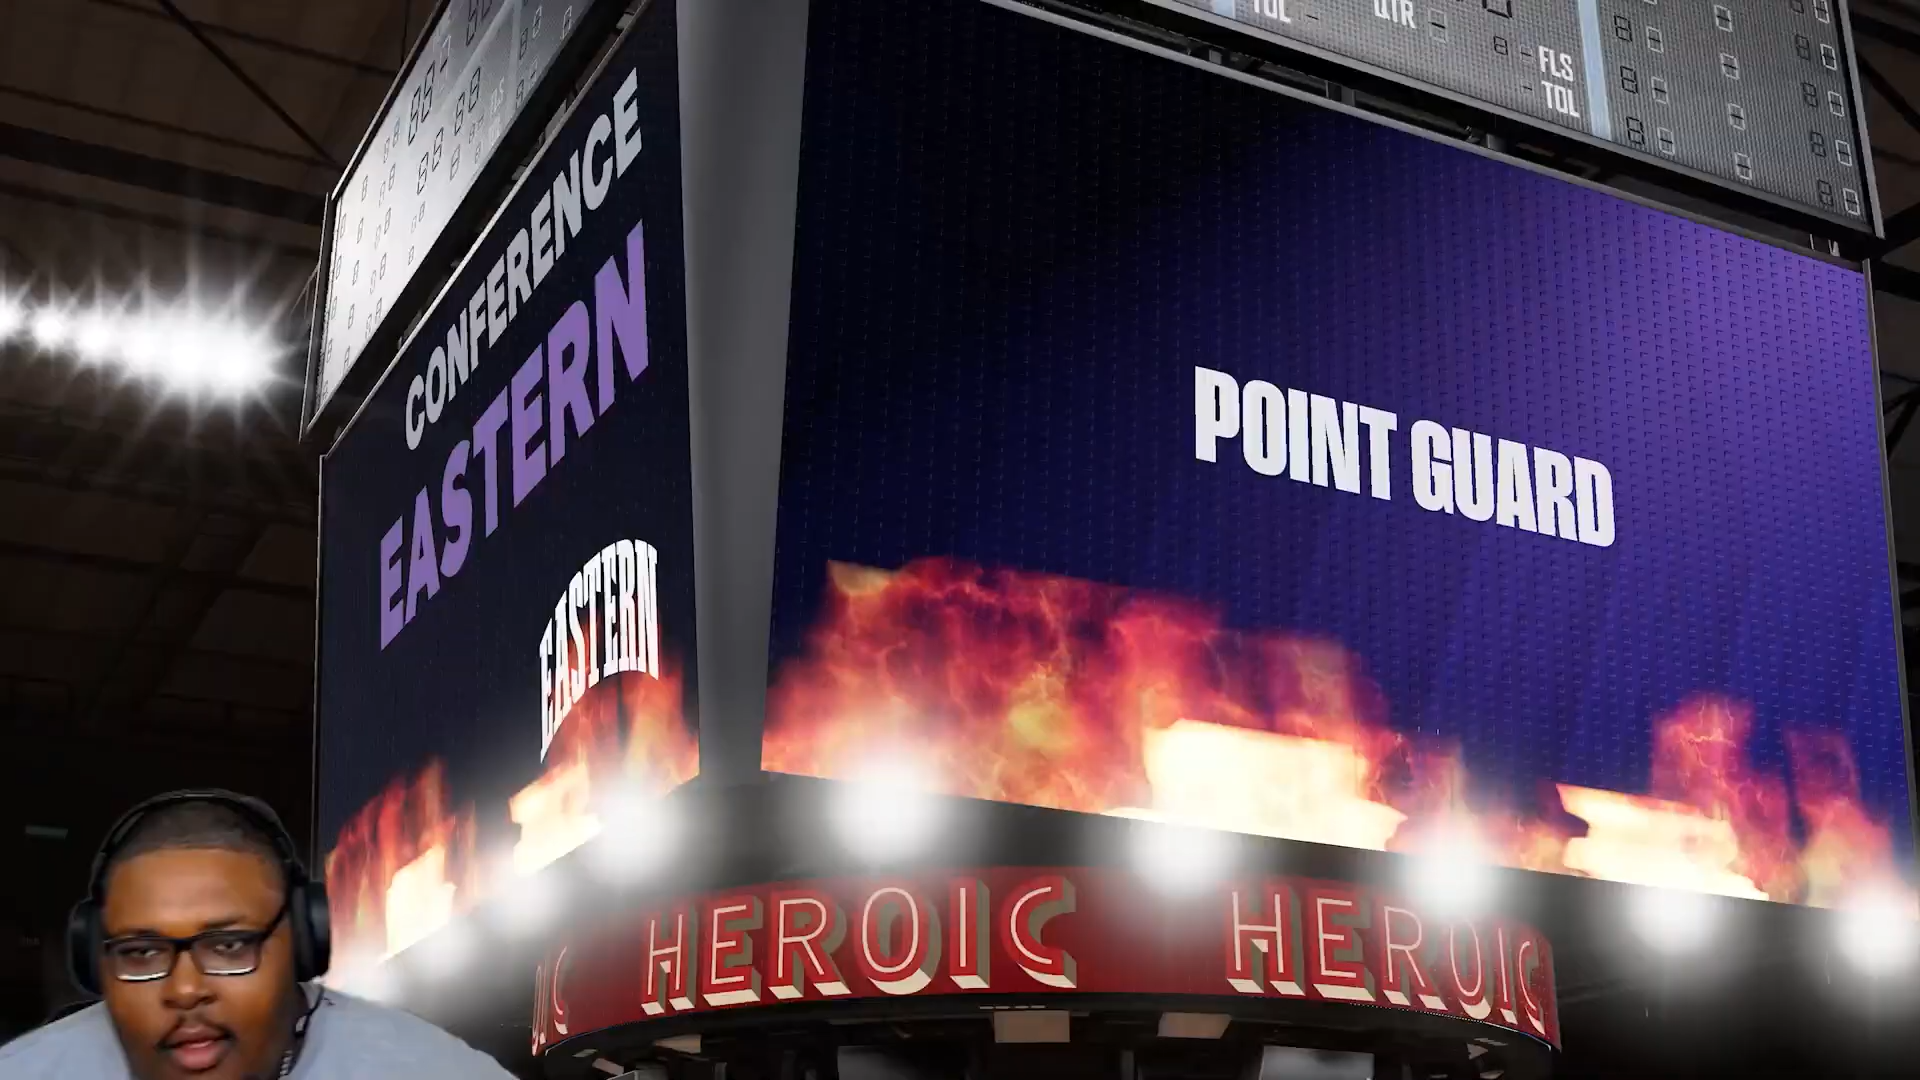 TOL
QTR
FLS
TOL
CONFERENCE
EASTERN
EASTERN
POINT GUARD
HEROIC HEROIC